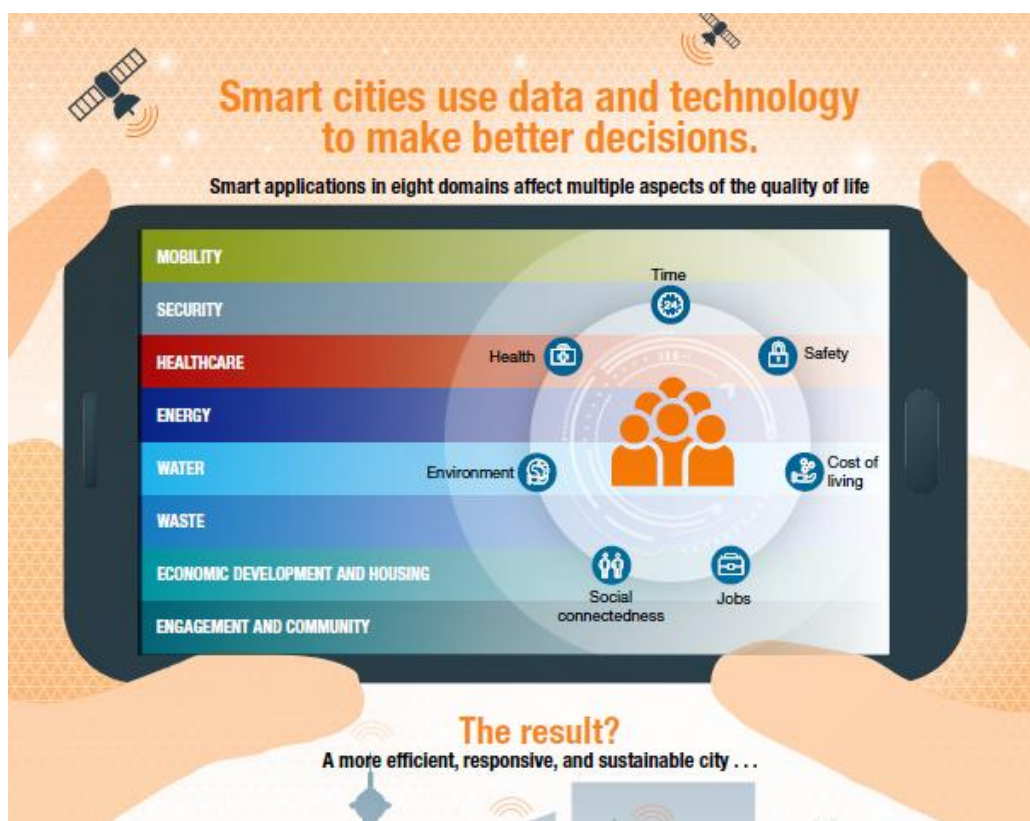 Smart cities use data and technology
to make better decisions.
Smart applications in eight domains affect multiple aspects of the quality of life
MOBILITY
SECURITY
HEALTHCARE
ENERGY
WATER
WASTE
ECONOMIC DEVELOPMENT AND HOUSING
ENGAGEMENT AND COMMUNITY
Time
24
Health
Safety
Environment
Cost of
living
Social
connectedness
Jobs
The result?
A more efficient, responsive, and sustainable city . . .